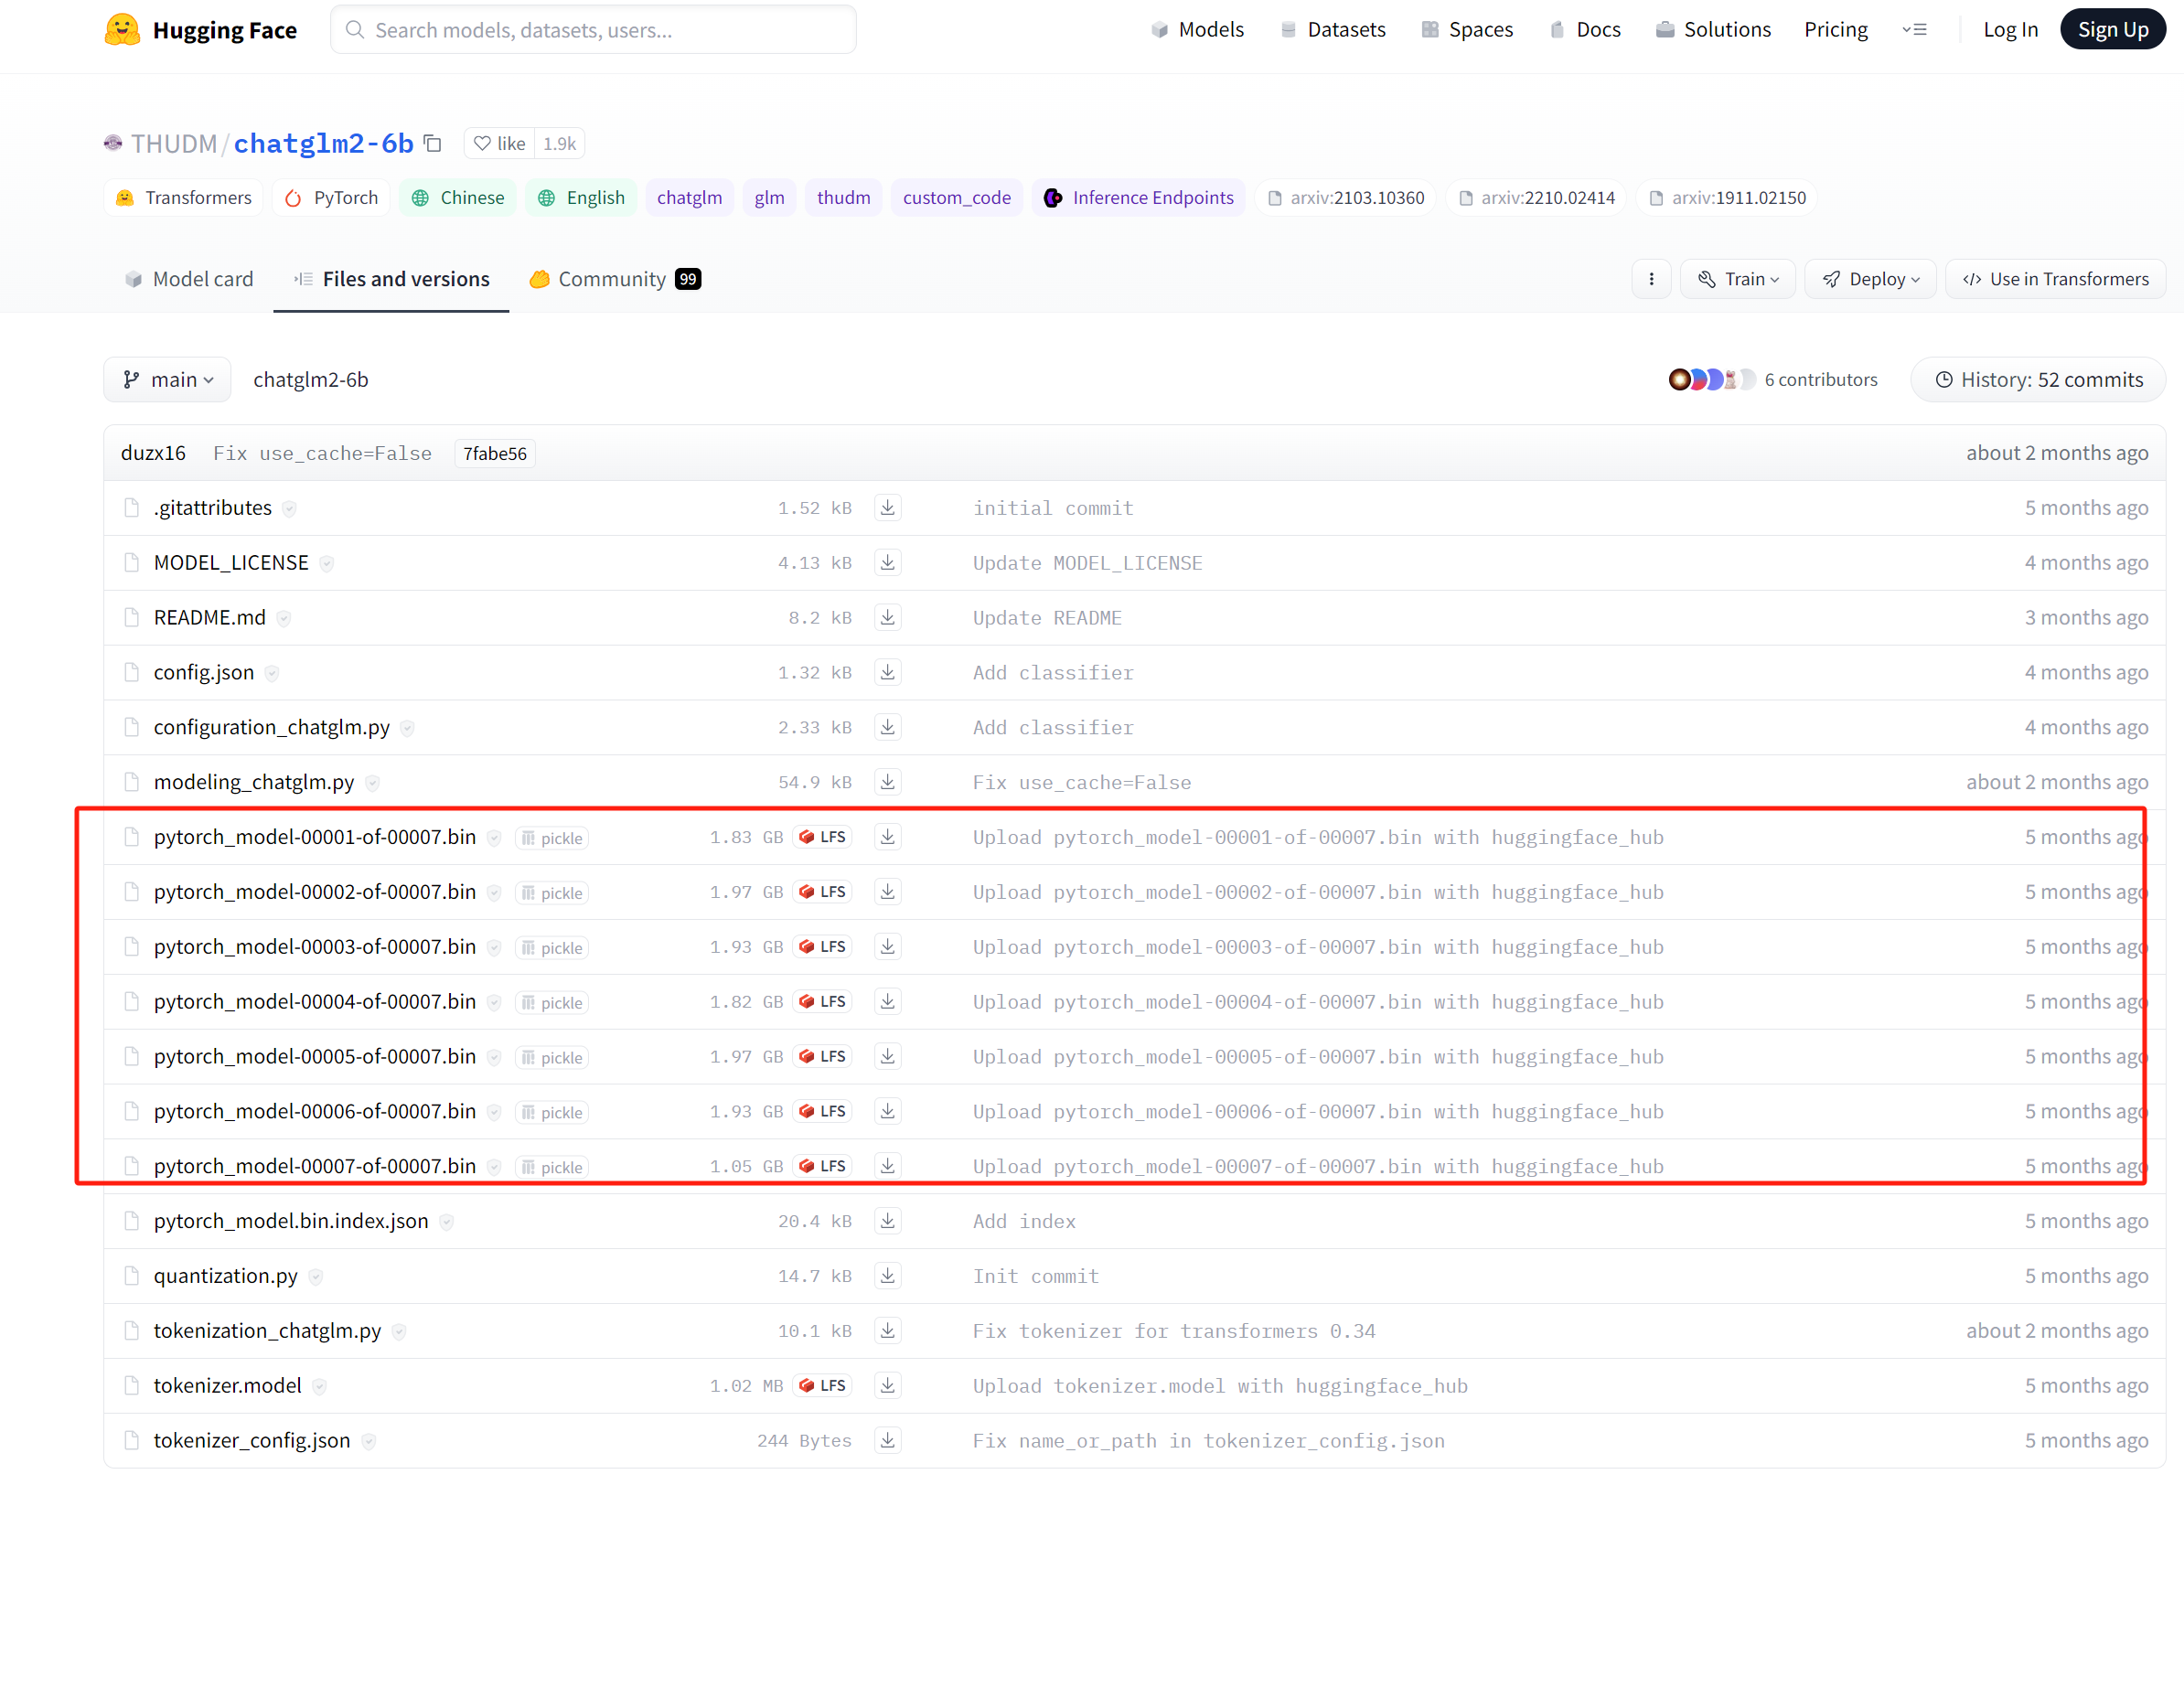 Hugging Face Search models, datasets, users... Models Datasets Spaces Docs Solutions Pricing Log In Sign Up
THUDM/chatglm2-6b like 1.9k
Transformers PyTorch Chinese English chatglm glm thudm custom_code Inference Endpoints arxiv:2103.10360 arxiv:2210.02414 arxiv:1911.02150
Model card Files and versions Community 99 Train Deploy Use in Transformers
main chatglm2-6b 6 contributors History: 52 commits
duzx16 Fix use_cache=False 7fabe56 about 2 months ago
.gitattributes 1.52 kB initial commit 5 months ago
MODEL_LICENSE 4.13 kB Update MODEL_LICENSE 4 months ago
README.md 8.2 kB Update README 3 months ago
config.json 1.32 kB Add classifier 4 months ago
configuration_chatglm.py 2.33 kB Add classifier 4 months ago
modeling_chatglm.py 54.9 kB Fix use_cache=False about 2 months ago
pytorch_model-00001-of-00007.bin pickle 1.83 GB LFS Upload pytorch_model-00001-of-00007.bin with huggingface_hub 5 months ago
pytorch_model-00002-of-00007.bin pickle 1.97 GB LFS Upload pytorch_model-00002-of-00007.bin with huggingface_hub 5 months ago
pytorch_model-00003-of-00007.bin pickle 1.93 GB LFS Upload pytorch_model-00003-of-00007.bin with huggingface_hub 5 months ago
pytorch_model-00004-of-00007.bin pickle 1.82 GB LFS Upload pytorch_model-00004-of-00007.bin with huggingface_hub 5 months ago
pytorch_model-00005-of-00007.bin pickle 1.97 GB LFS Upload pytorch_model-00005-of-00007.bin with huggingface_hub 5 months ago
pytorch_model-00006-of-00007.bin pickle 1.93 GB LFS Upload pytorch_model-00006-of-00007.bin with huggingface_hub 5 months ago
pytorch_model-00007-of-00007.bin pickle 1.05 GB LFS Upload pytorch_model-00007-of-00007.bin with huggingface_hub 5 months ago
pytorch_model.bin.index.json 20.4 kB Add index 5 months ago
quantization.py 14.7 kB Init commit 5 months ago
tokenization_chatglm.py 10.1 kB Fix tokenizer for transformers 0.34 about 2 months ago
tokenizer.model 1.02 MB LFS Upload tokenizer.model with huggingface_hub 5 months ago
tokenizer_config.json 244 Bytes Fix name_or_path in tokenizer_config.json 5 months ago